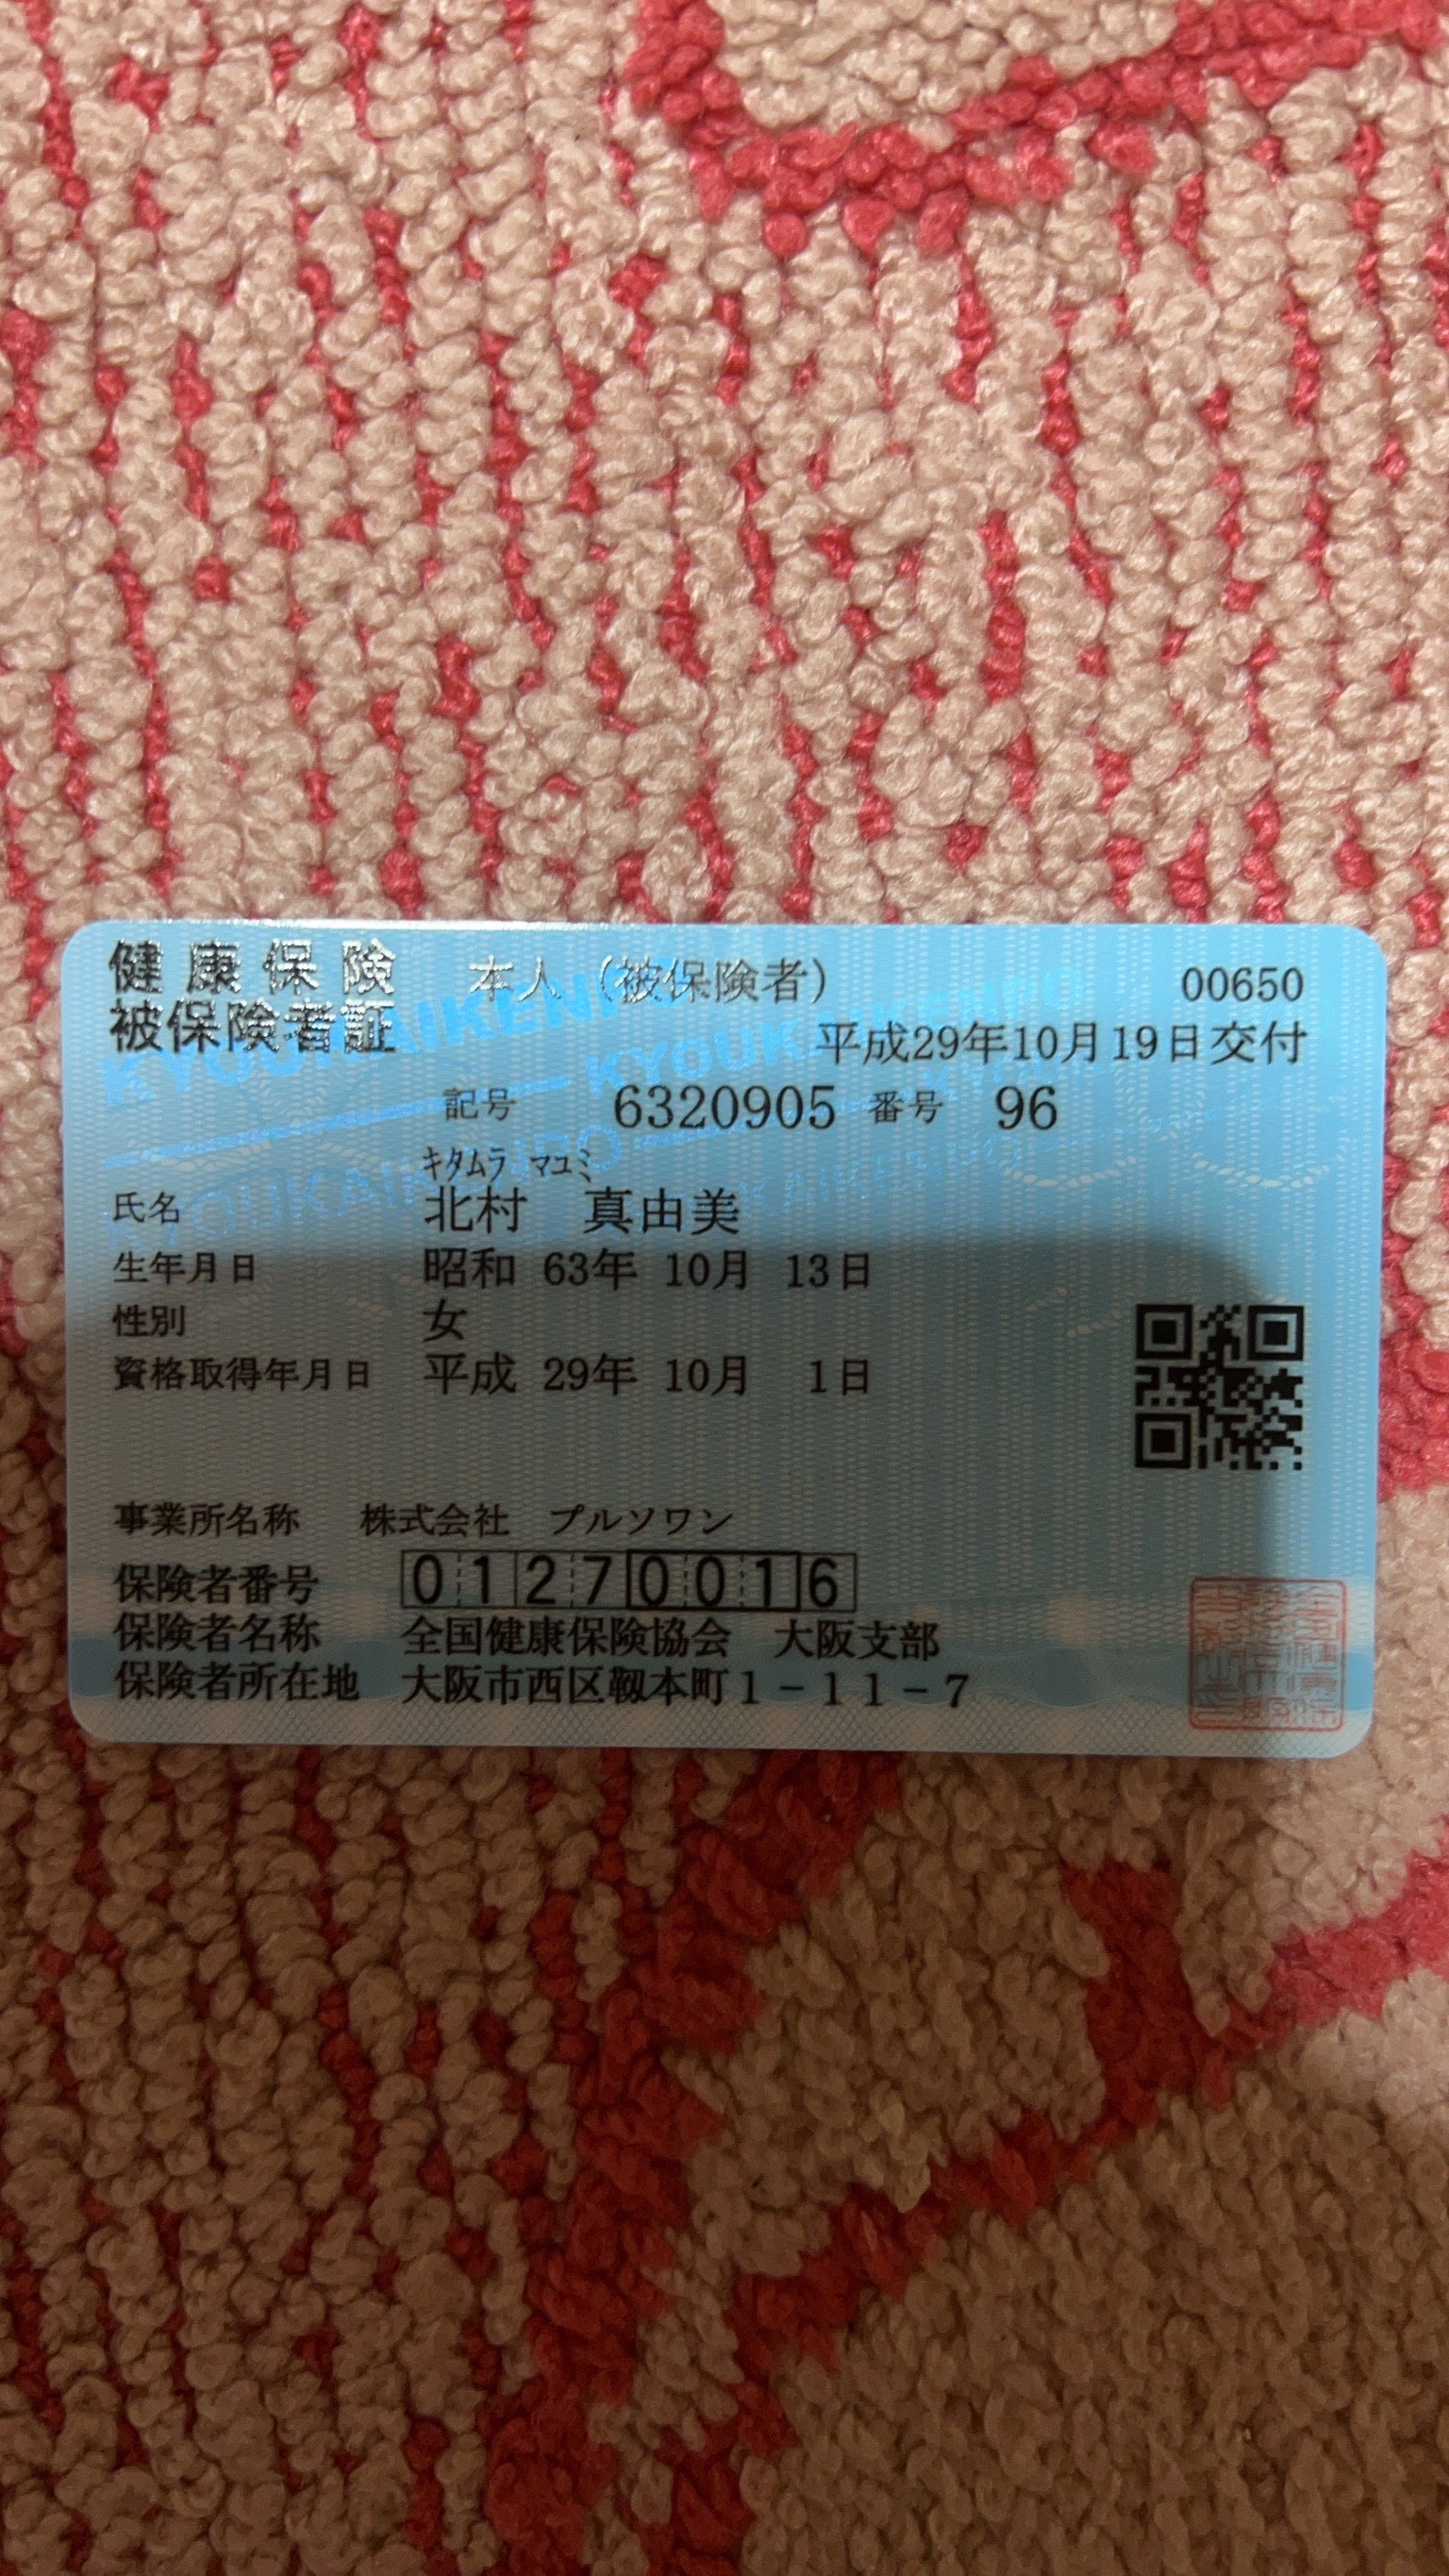 健康保険 本人(被保険者) 00650
被保険者証 平成29年10月19日交付
記号 6320905 番号 96
ｷﾀﾑﾗ ﾏﾕﾐ
氏名 北村 真由美
生年月日 昭和 63年 10月 13日
性別 女
資格取得年月日 平成 29年 10月 1日
事業所名称 株式会社 プルソワン
保険者番号 01270016
保険者名称 全国健康保険協会 大阪支部
保険者所在地 大阪市西区靱本町1-11-7